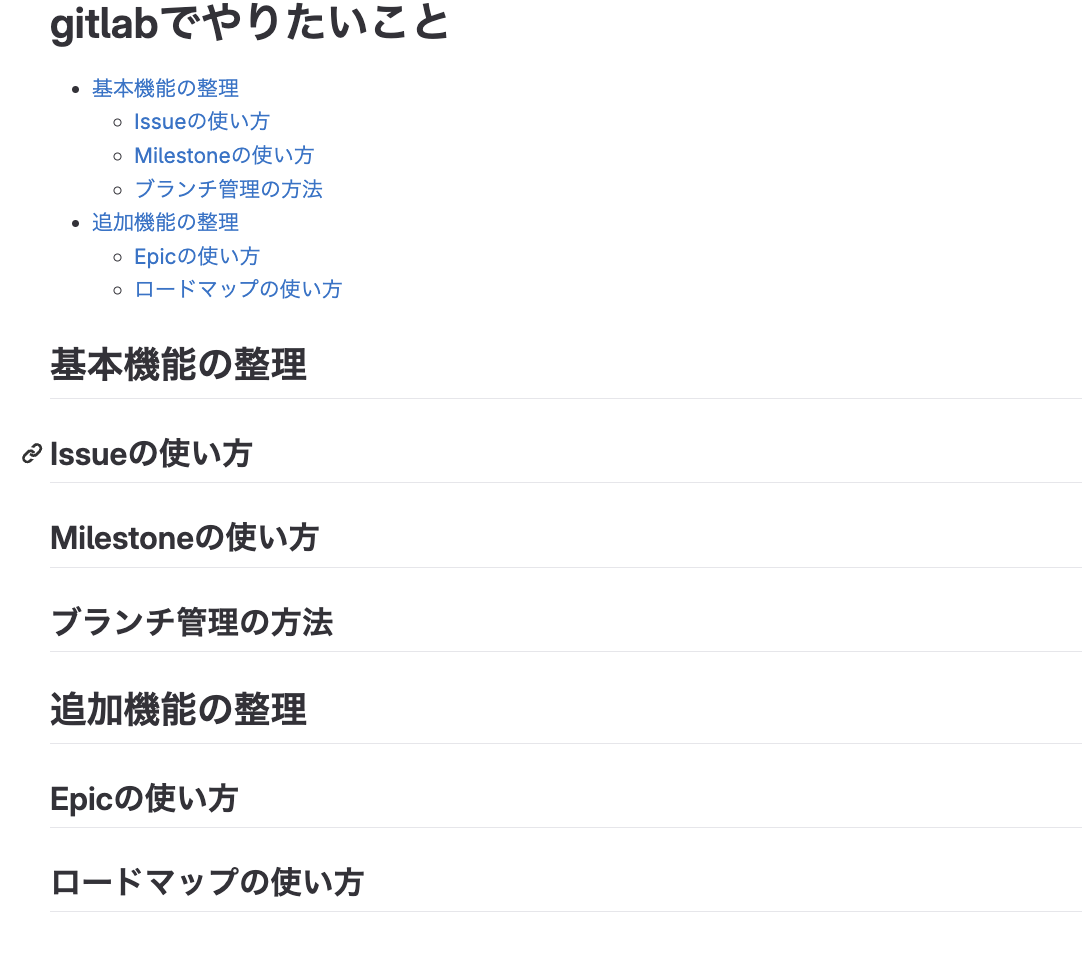 gitlabでやりたいこと
基本機能の整理
Issueの使い方
Milestoneの使い方
ブランチ管理の方法
追加機能の整理
Epicの使い方
ロードマップの使い方
基本機能の整理
Issueの使い方
Milestoneの使い方
ブランチ管理の方法
追加機能の整理
Epicの使い方
ロードマップの使い方